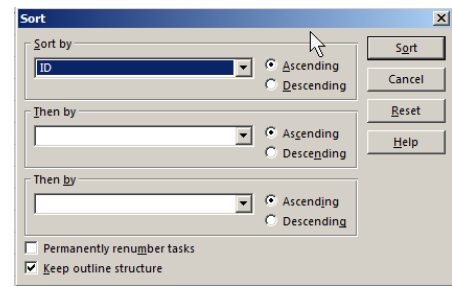 Sort
Sort by
ID
Ascending
Descending
Then by
Ascending
Descending
Then by
Ascending
Descending
Permanently renumber tasks
Keep outline structure
Sort
Cancel
Reset
Help